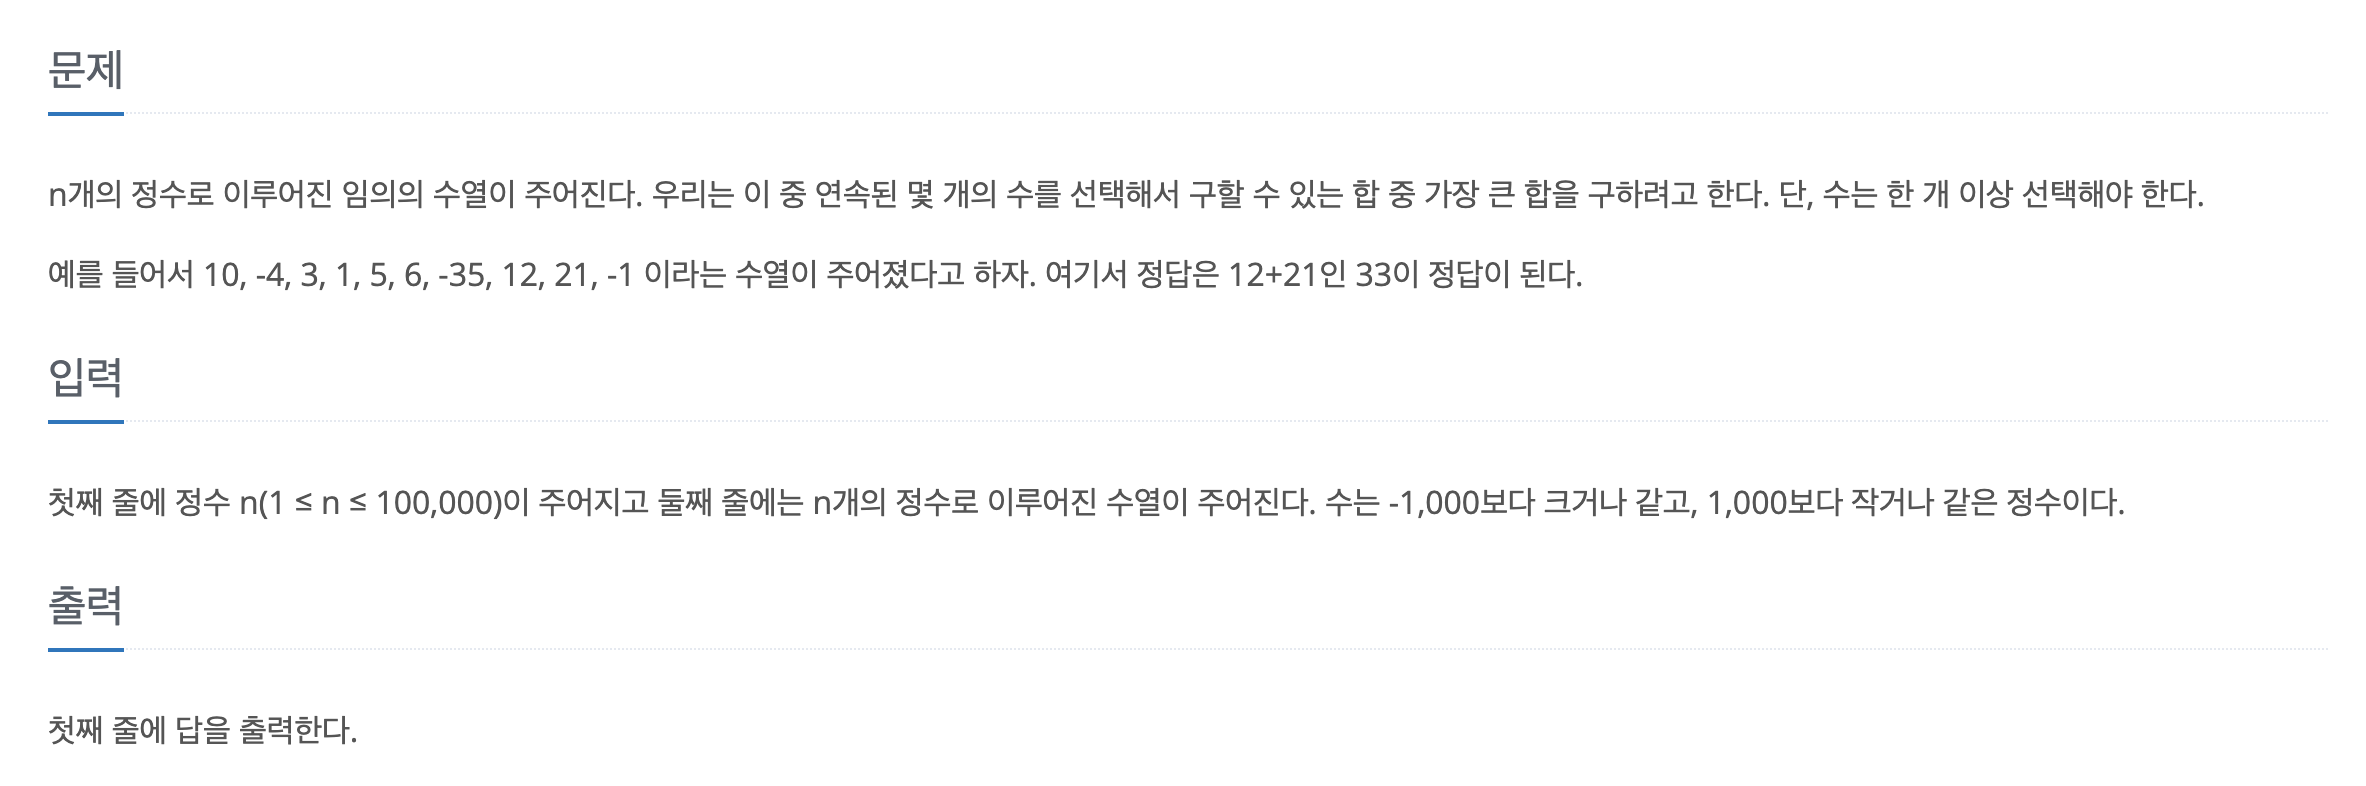 문제
n개의 정수로 이루어진 임의의 수열이 주어진다. 우리는 이 중 연속된 몇 개의 수를 선택해서 구할 수 있는 합 중 가장 큰 합을 구하려고 한다. 단, 수는 한 개 이상 선택해야 한다.
예를 들어서 10, -4, 3, 1, 5, 6, -35, 12, 21, -1 이라는 수열이 주어졌다고 하자. 여기서 정답은 12+21인 33이 정답이 된다.
입력
첫째 줄에 정수 n(1 ≤ n ≤ 100,000)이 주어지고 둘째 줄에는 n개의 정수로 이루어진 수열이 주어진다. 수는 -1,000보다 크거나 같고, 1,000보다 작거나 같은 정수이다.
출력
첫째 줄에 답을 출력한다.